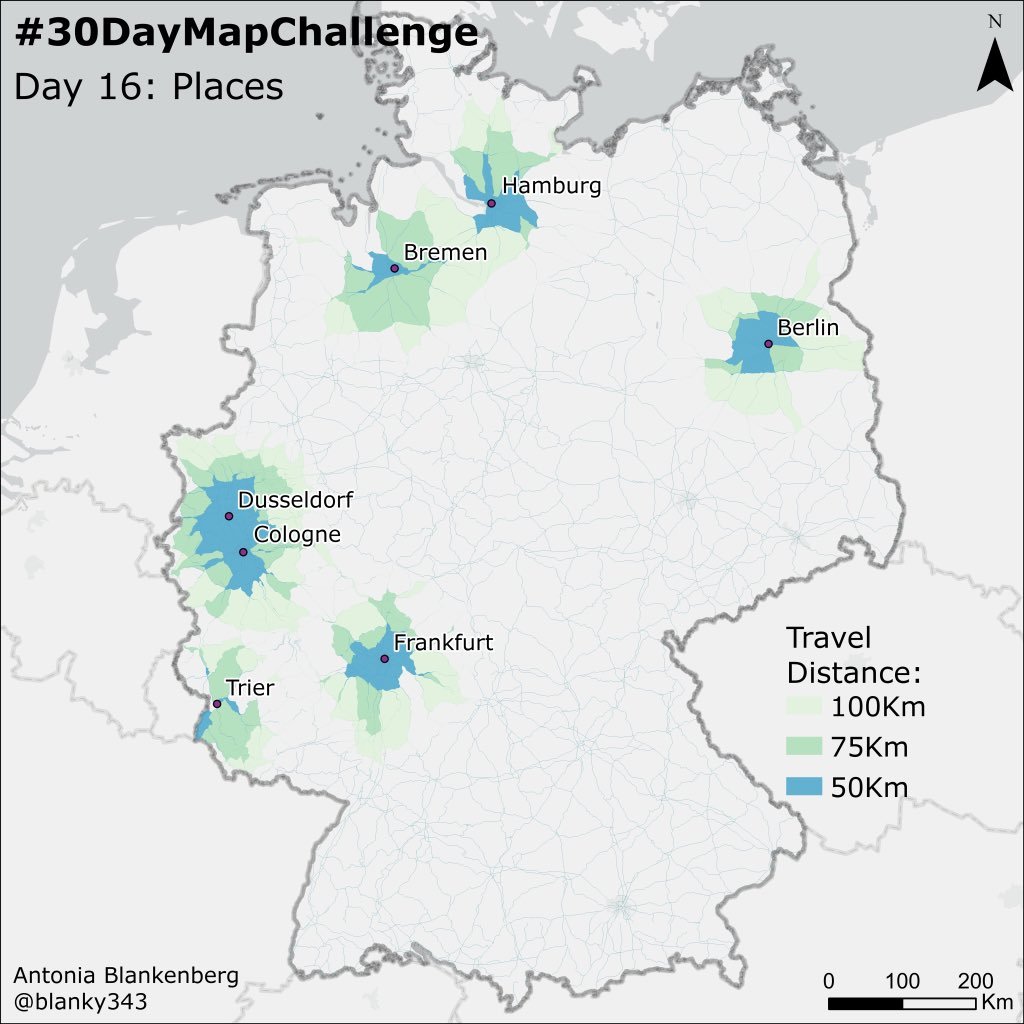 #30DayMapChallenge
Day 16: Places
N
Hamburg
Bremen
Berlin
Dusseldorf
Cologne
Frankfurt
Trier
Travel
Distance:
100Km
75Km
50Km
Antonia Blankenberg
@blanky343
0 100 200
Km